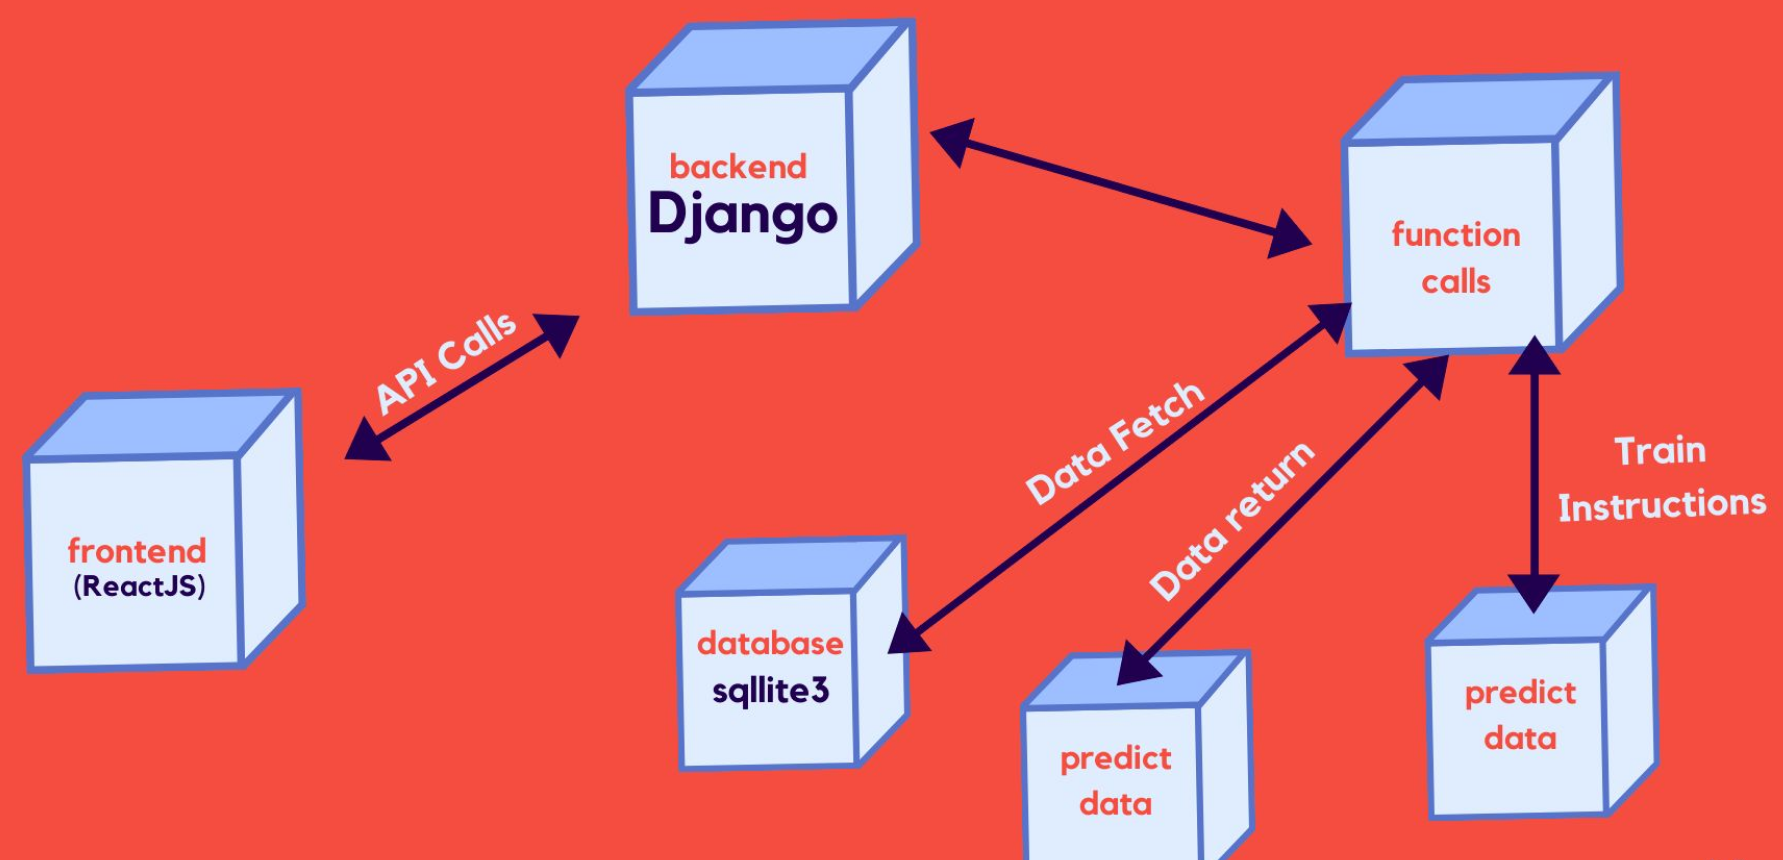 backend
Django
function
calls
API Calls
frontend
(ReactJS)
Data Fetch
Data return
Train
Instructions
database
sqllite3
predict
data
predict
data